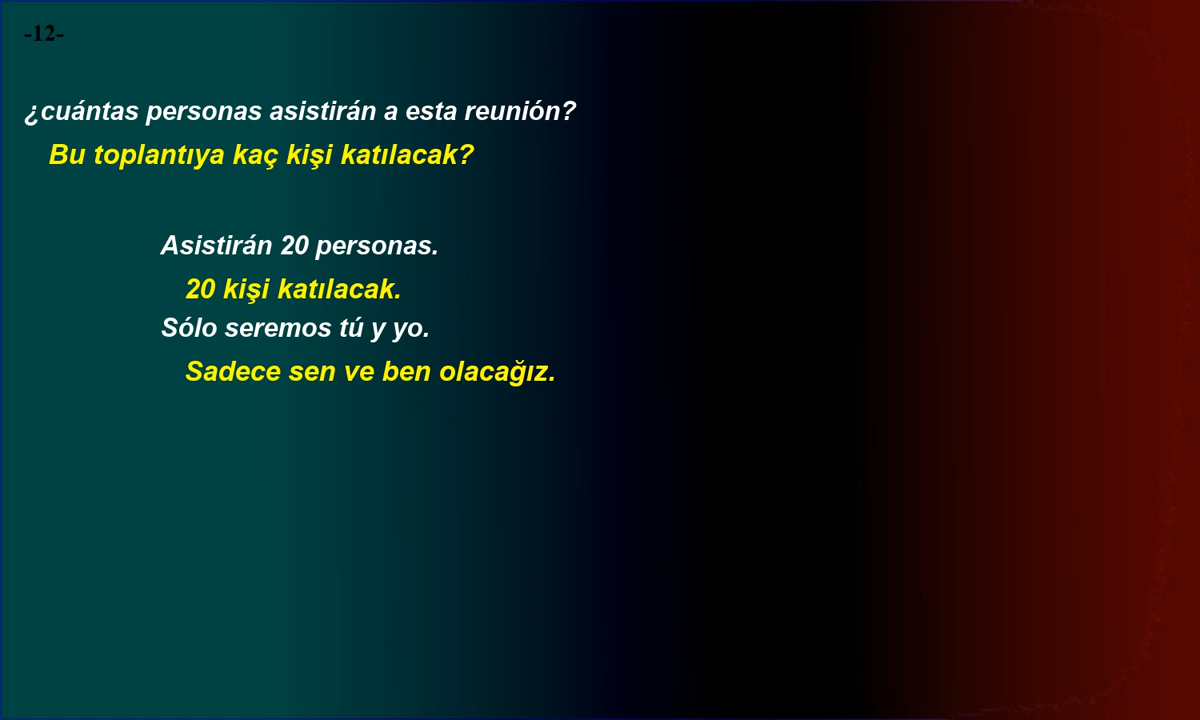 -12-
¿cuántas personas asistirán a esta reunión?
Bu toplantıya kaç kişi katılacak?
Asistirán 20 personas.
20 kişi katılacak.
Sólo seremos tú y yo.
Sadece sen ve ben olacağız.